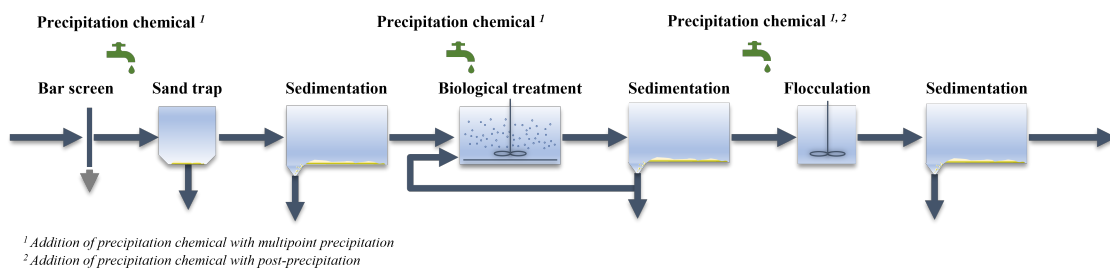 Precipitation chemical 1
Precipitation chemical 1
Precipitation chemical 1, 2
Bar screen
Sand trap
Sedimentation
Biological treatment
Sedimentation
Flocculation
Sedimentation
1 Addition of precipitation chemical with multipoint precipitation
2 Addition of precipitation chemical with post-precipitation